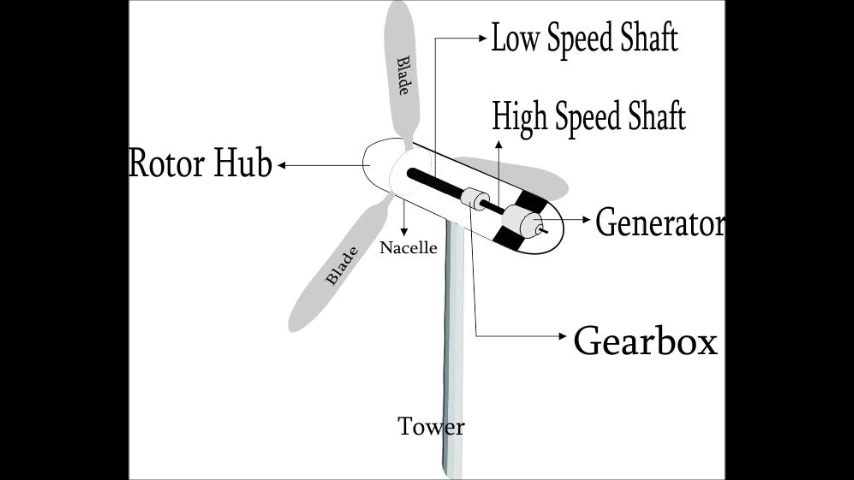 Low Speed Shaft
Blade
High Speed Shaft
Rotor Hub
Generator
Nacelle
Blade
Gearbox
Tower